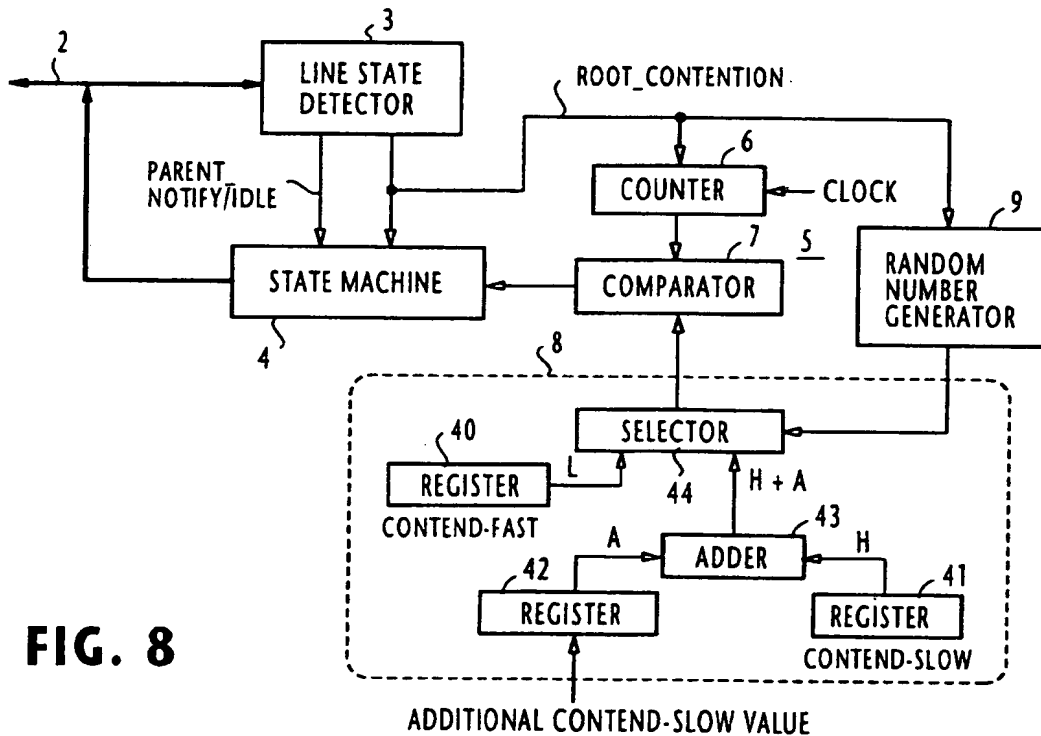 2
3
LINE STATE
DETECTOR
ROOT_CONTENTION
PARENT_
NOTIFY/IDLE
6
COUNTER
CLOCK
9
RANDOM
NUMBER
GENERATOR
7
5
COMPARATOR
STATE MACHINE
4
8
SELECTOR
44
40
REGISTER
L
CONTEND-FAST
H + A
43
ADDER
A
H
42
REGISTER
41
REGISTER
CONTEND-SLOW
FIG. 8
ADDITIONAL CONTEND-SLOW VALUE